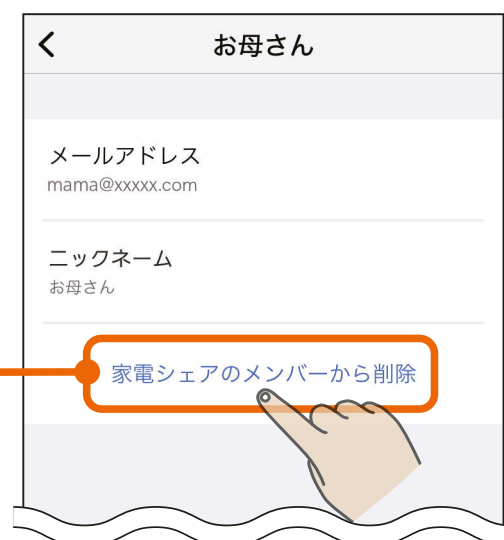 お母さん
メールアドレス
mama@xxxxx.com
ニックネーム
お母さん
家電シェアのメンバーから削除